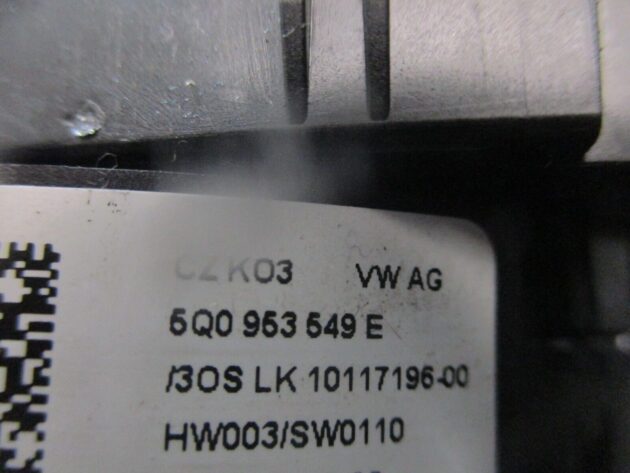 CZ K03 VW AG
5Q0 953 549 E
/3OS LK 10117196-00
HW003/SW0110